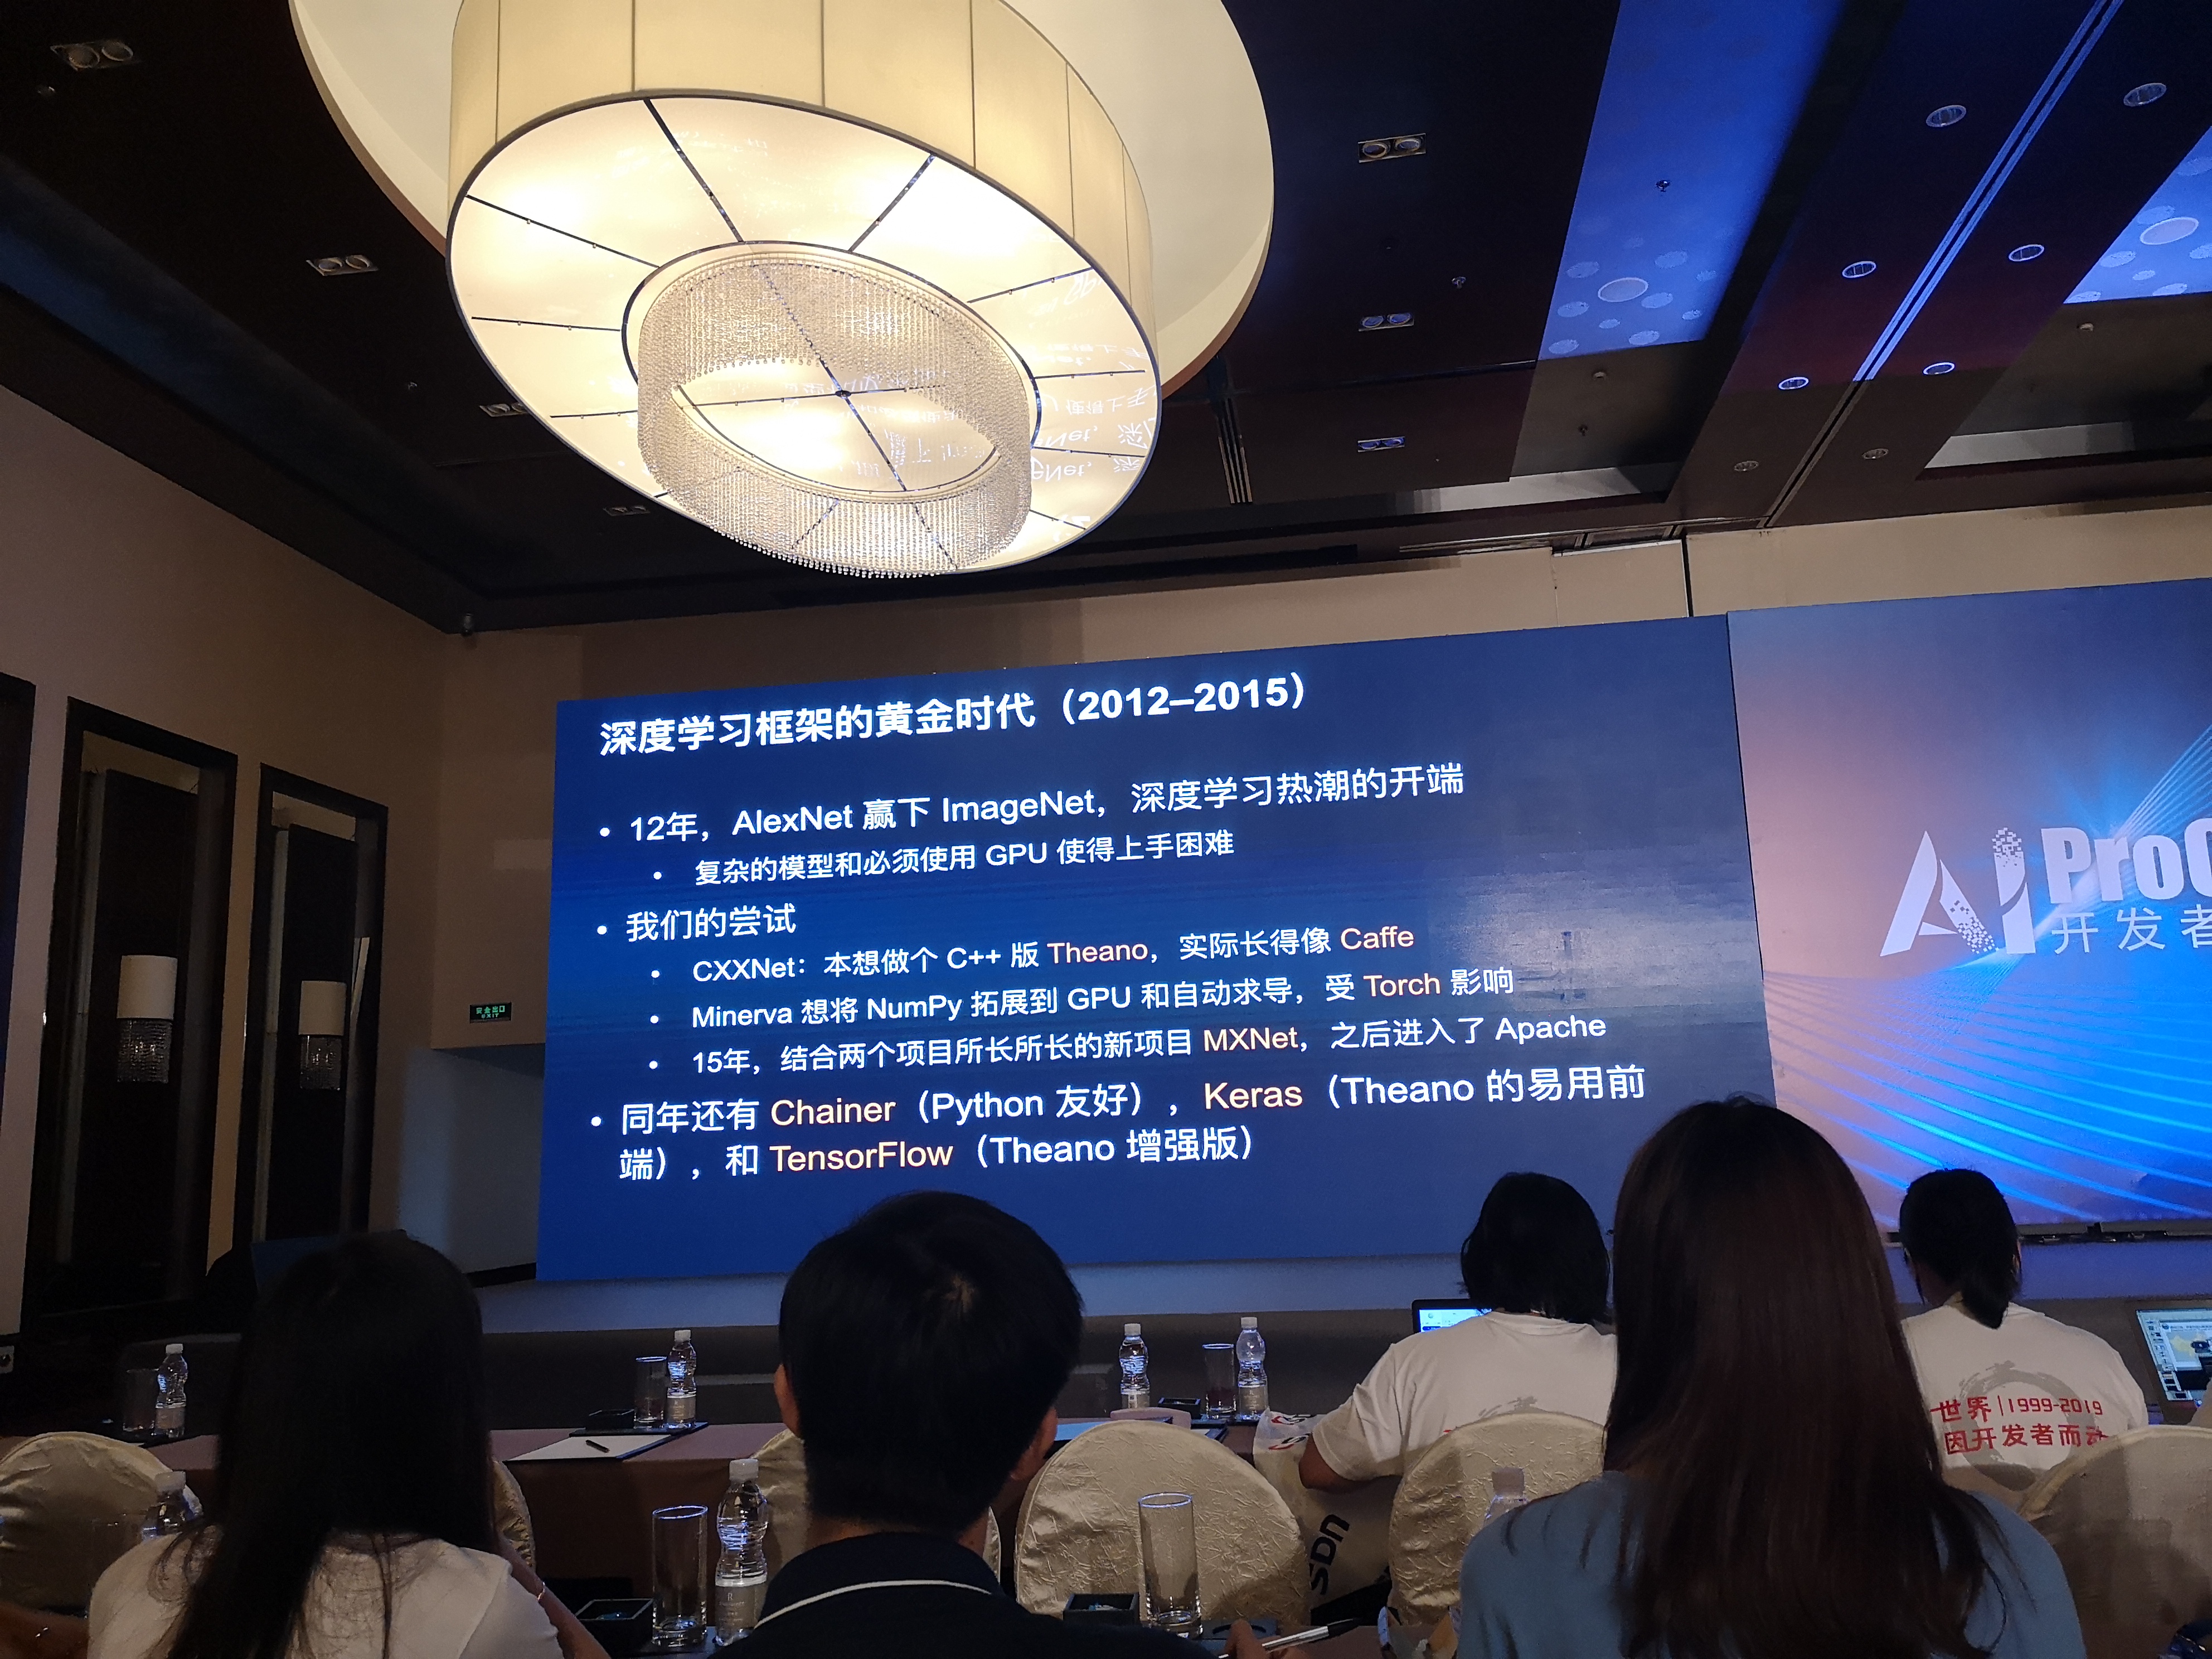 深度学习框架的黄金时代（2012–2015）
• 12年，AlexNet 赢下 ImageNet，深度学习热潮的开端
• 复杂的模型和必须使用 GPU 使得上手困难
• 我们的尝试
• CXXNet：本想做个 C++ 版 Theano，实际长得像 Caffe
• Minerva 想将 NumPy 拓展到 GPU 和自动求导，受 Torch 影响
• 15年，结合两个项目所长所长的新项目 MXNet，之后进入了 Apache
• 同年还有 Chainer（Python 友好），Keras（Theano 的易用前
端），和 TensorFlow（Theano 增强版）
AI Pro
开发者
安全出口
EXIT
世界|1999-2019
因开发者而动
SDN